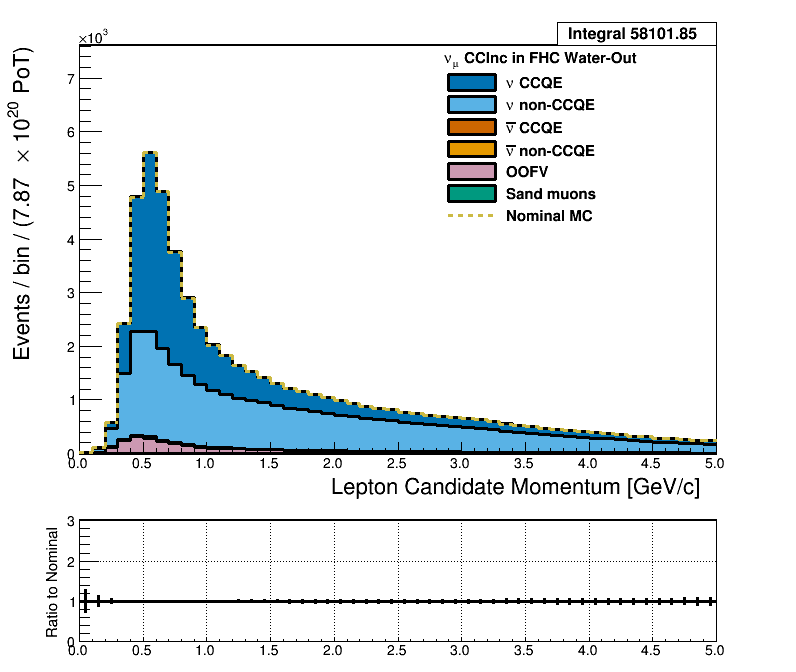 Integral 58101.85
×10³
ν_μ CCInc in FHC Water-Out
ν CCQE
ν non-CCQE
ν̅ CCQE
ν̅ non-CCQE
OOFV
Sand muons
Nominal MC
Events / bin / (7.87 × 10²⁰ PoT)
7
6
5
4
3
2
1
0
0.0 0.5 1.0 1.5 2.0 2.5 3.0 3.5 4.0 4.5 5.0
Lepton Candidate Momentum [GeV/c]
Ratio to Nominal
3
2
1
0
0.0 0.5 1.0 1.5 2.0 2.5 3.0 3.5 4.0 4.5 5.0